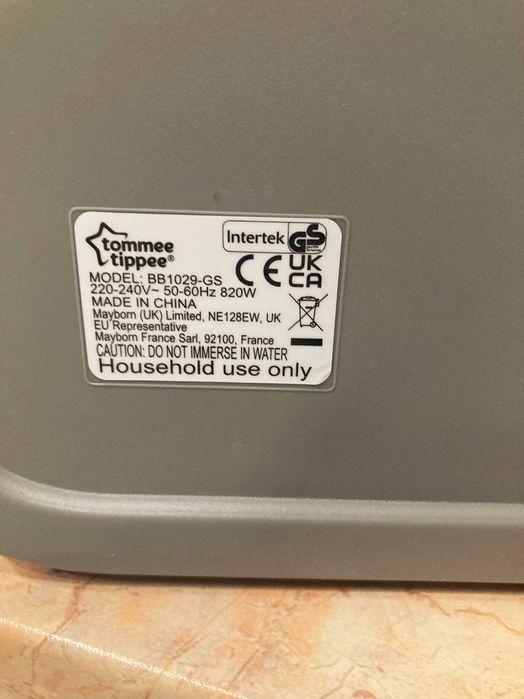 tommee
tippee®
Intertek GS
CE UK
CA
MODEL: BB1029-GS
220-240V~ 50-60Hz 820W
MADE IN CHINA
Mayborn (UK) Limited, NE128EW, UK
EU Representative
Mayborn France Sarl, 92100, France
CAUTION: DO NOT IMMERSE IN WATER
Household use only